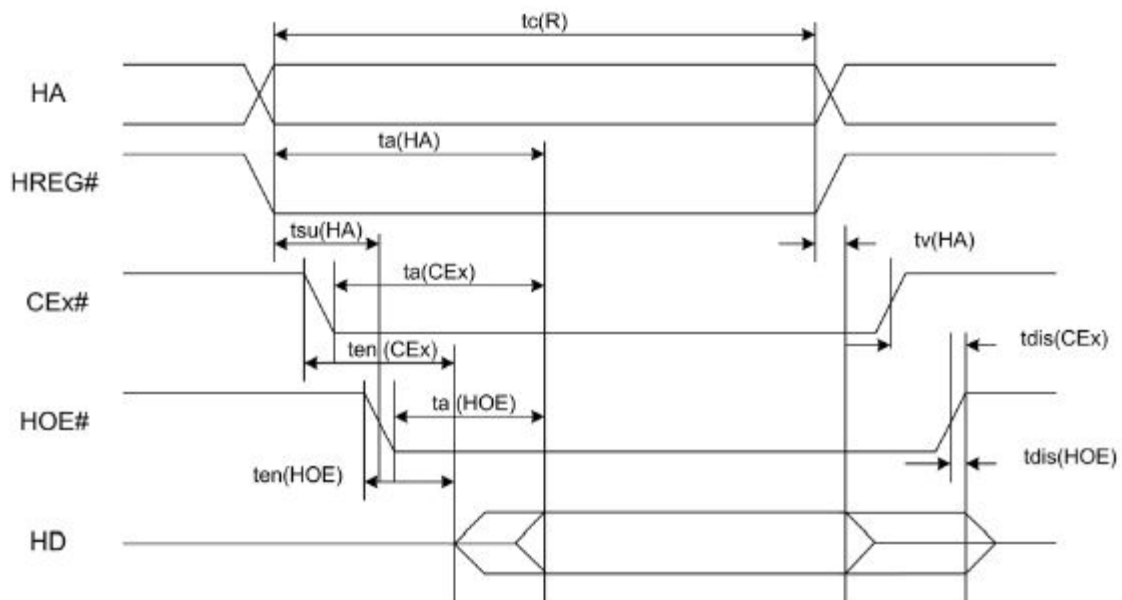 tc(R)
HA
ta(HA)
HREG#
tsu(HA)
tv(HA)
ta(CEx)
CEx#
ten (CEx)
tdis(CEx)
ta (HOE)
HOE#
ten(HOE)
tdis(HOE)
HD